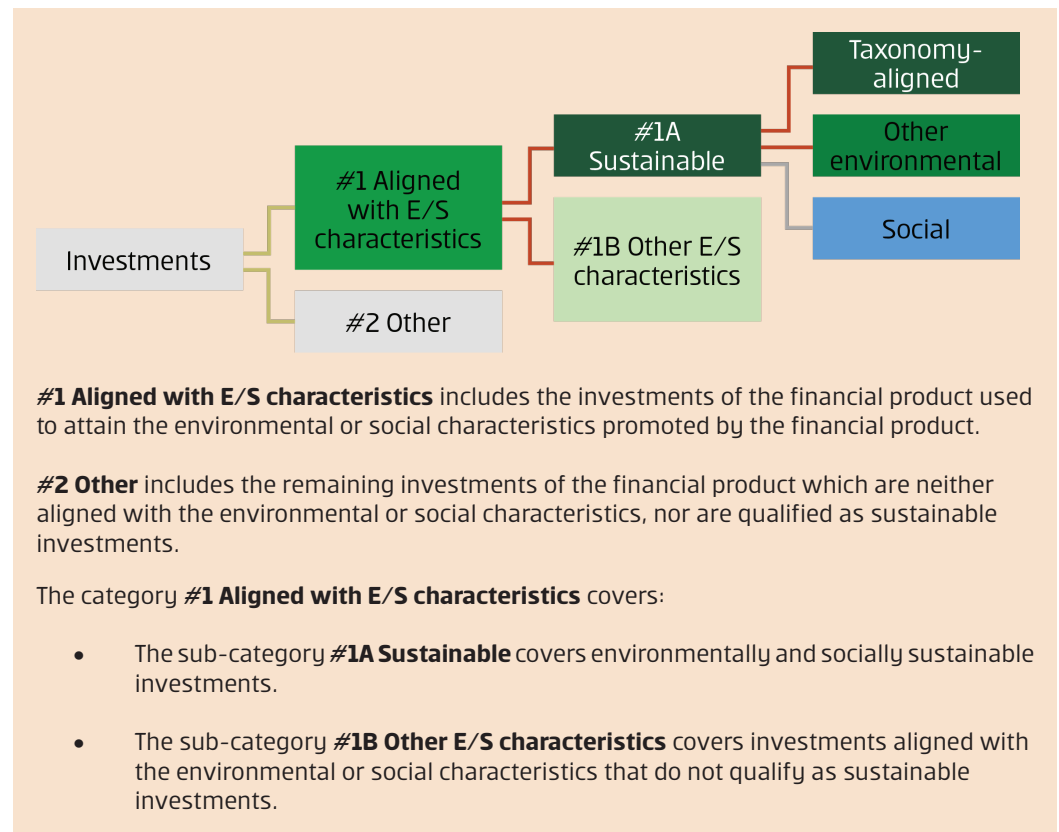 Taxonomy-
aligned
#1A
Sustainable
Other
environmental
#1 Aligned
with E/S
characteristics
Social
#1B Other E/S
characteristics
Investments
#2 Other
#1 Aligned with E/S characteristics includes the investments of the financial product used
to attain the environmental or social characteristics promoted by the financial product.
#2 Other includes the remaining investments of the financial product which are neither
aligned with the environmental or social characteristics, nor are qualified as sustainable
investments.
The category #1 Aligned with E/S characteristics covers:
• The sub-category #1A Sustainable covers environmentally and socially sustainable
investments.
• The sub-category #1B Other E/S characteristics covers investments aligned with
the environmental or social characteristics that do not qualify as sustainable
investments.